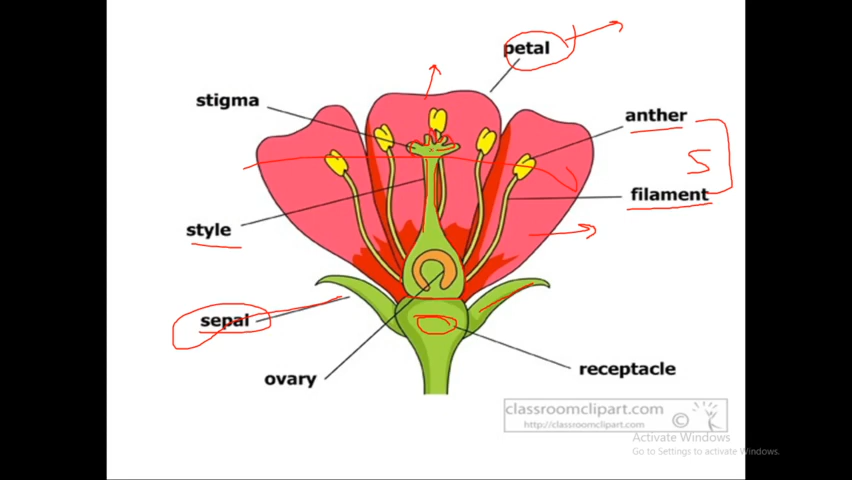 petal
stigma
anther
S
filament
style
sepal
ovary
receptacle
classroomclipart.com ©
http://classroomclipart.com
Activate Windows
Go to Settings to activate Windows.